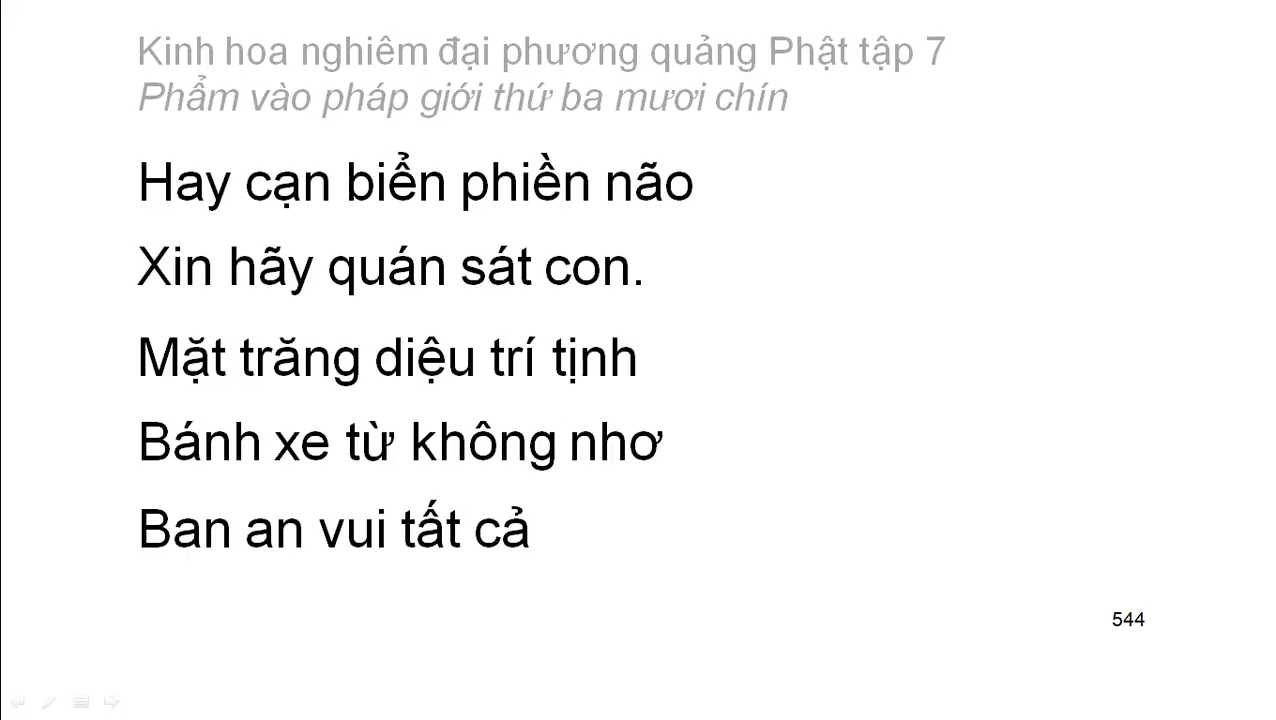 Kinh hoa nghiêm đại phương quảng Phật tập 7
Phẩm vào pháp giới thứ ba mươi chín
Hay cạn biển phiền não
Xin hãy quán sát con.
Mặt trăng diệu trí tịnh
Bánh xe từ không nhơ
Ban an vui tất cả
544